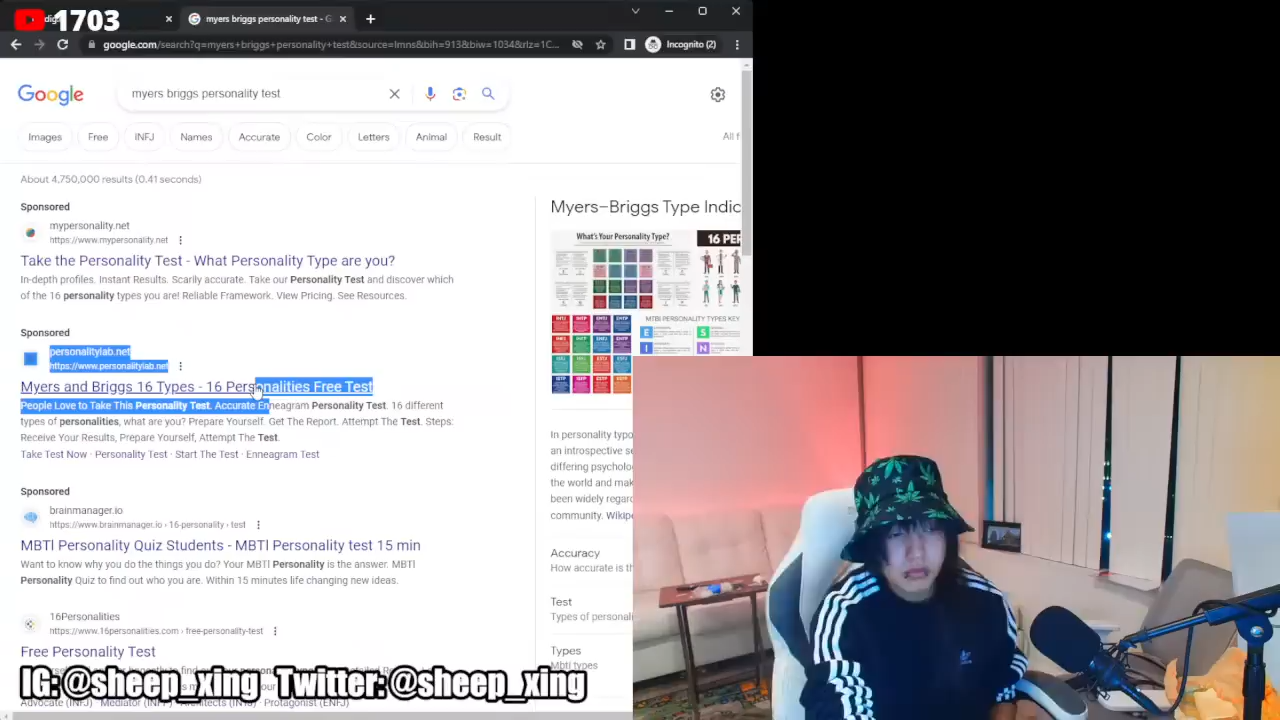 1703
myers briggs personality test - G
google.com/search?q=myers+briggs+personality+test&source=lmns&bih=913&biw=1034&rlz=1C...
Incognito (2)
Google
myers briggs personality test
Images
Free
INFJ
Names
Accurate
Color
Letters
Animal
Result
All f
About 4,750,000 results (0.41 seconds)
Sponsored
mypersonality.net
https://www.mypersonality.net
Take the Personality Test - What Personality Type are you?
In-depth profiles. Instant Results. Scarily accurate. Take our Personality Test and discover which
of the 16 personality types you are! Reliable Framework. View Pricing. See Resources.
Sponsored
personalitylab.net
https://www.personalitylab.net
Myers and Briggs 16 Types - 16 Personalities Free Test
People Love to Take This Personality Test. Accurate Enneagram Personality Test. 16 different
types of personalities, what are you? Prepare Yourself. Get The Report. Attempt The Test. Steps:
Receive Your Results, Prepare Yourself, Attempt The Test.
Take Test Now · Personality Test · Start The Test · Enneagram Test
Sponsored
brainmanager.io
https://www.brainmanager.io › 16-personality › test
MBTI Personality Quiz Students - MBTI Personality test 15 min
Want to know why you do the things you do? Your MBTI Personality is the answer. MBTI
Personality Quiz to find out who you are. Within 15 minutes life changing new ideas.
16Personalities
https://www.16personalities.com › free-personality-test
Free Personality Test
IG: @sheep_xing Twitter: @sheep_xing
Advocate (INFJ) · Mediator (INFP) · Architects (INTJ) · Protagonist (ENFJ)
Myers–Briggs Type Indic
What's Your Personality Type?
16 PER
MTBI PERSONALITY TYPES KEY
E
S
I
N
In personality typo
an introspective se
differing psycholo
the world and mak
been widely regard
community. Wikipe
Accuracy
How accurate is th
Test
Types of personali
Types
Mbti types